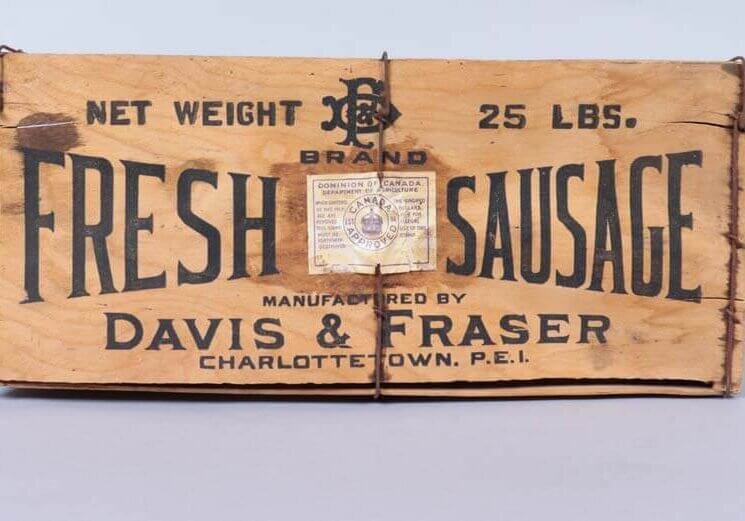 NET WEIGHT
25 LBS.
BRAND
FRESH SAUSAGE
DOMINION OF CANADA
DEPARTMENT OF AGRICULTURE
CANADA
APPROVED
MANUFACTURED BY
DAVIS & FRASER
CHARLOTTETOWN. P.E.I.